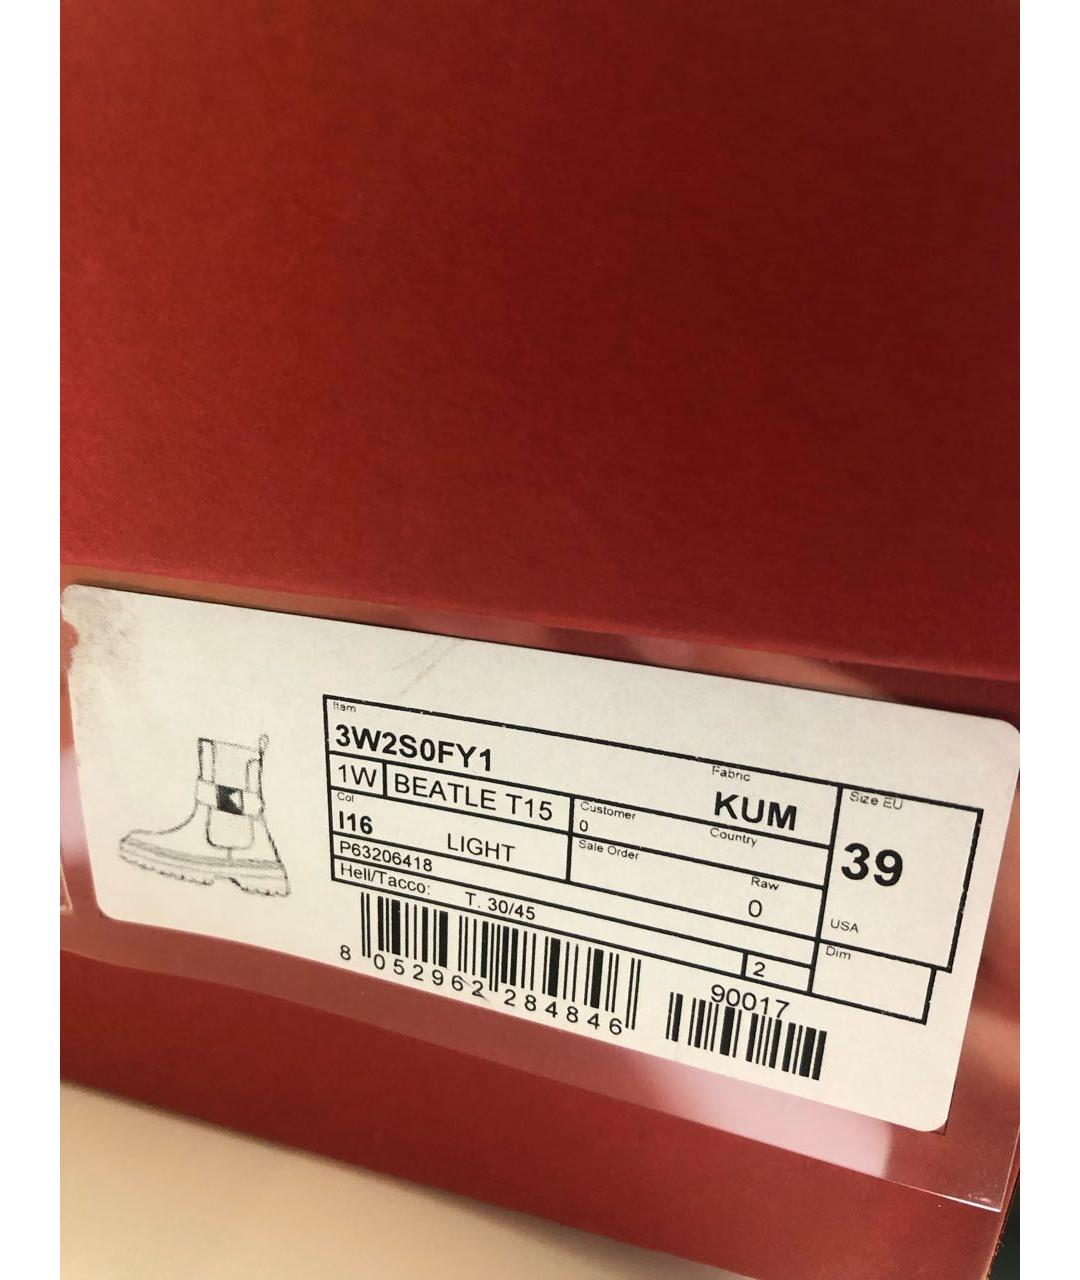 Item
3W2S0FY1
Fabric
KUM
Size EU
39
1W BEATLE T15
Customer
0
Country
Col
I16 LIGHT
Sale Order
P63206418
Raw
0
USA
Hell/Tacco: T. 30/45
2
Dim
8 052962 284846
90017